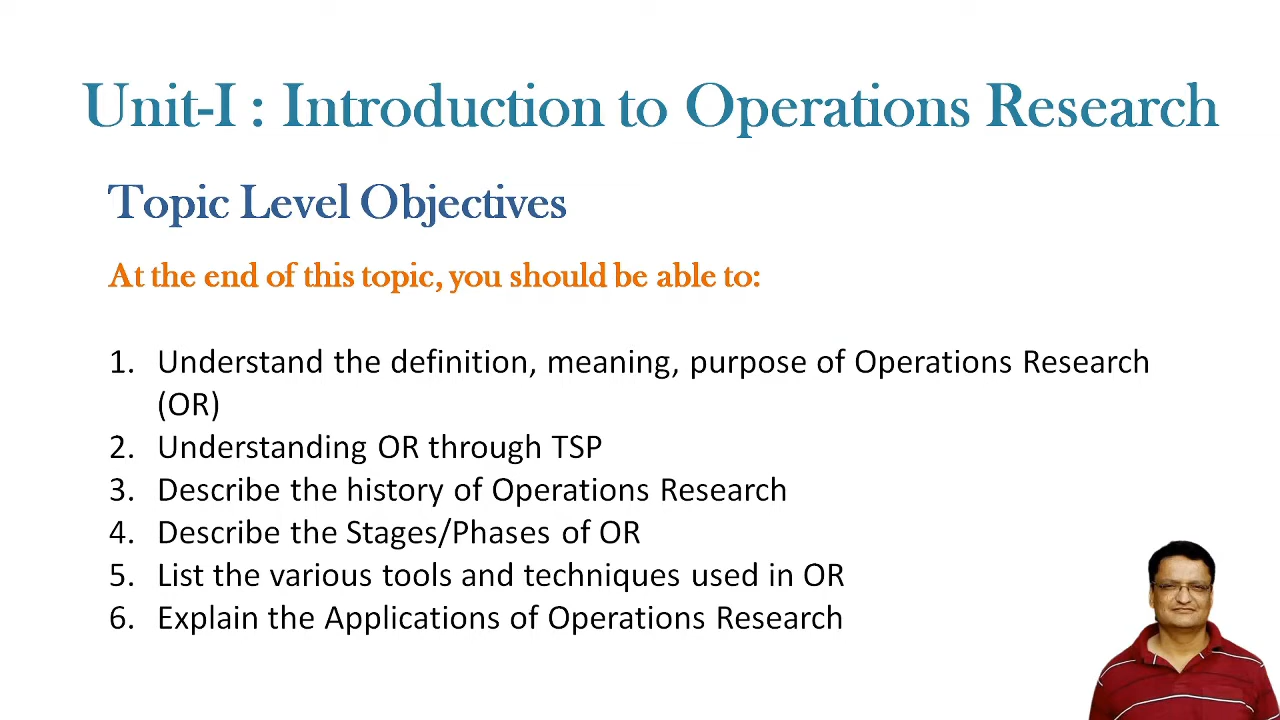 Unit-I : Introduction to Operations Research
Topic Level Objectives
At the end of this topic, you should be able to:
1. Understand the definition, meaning, purpose of Operations Research
(OR)
2. Understanding OR through TSP
3. Describe the history of Operations Research
4. Describe the Stages/Phases of OR
5. List the various tools and techniques used in OR
6. Explain the Applications of Operations Research